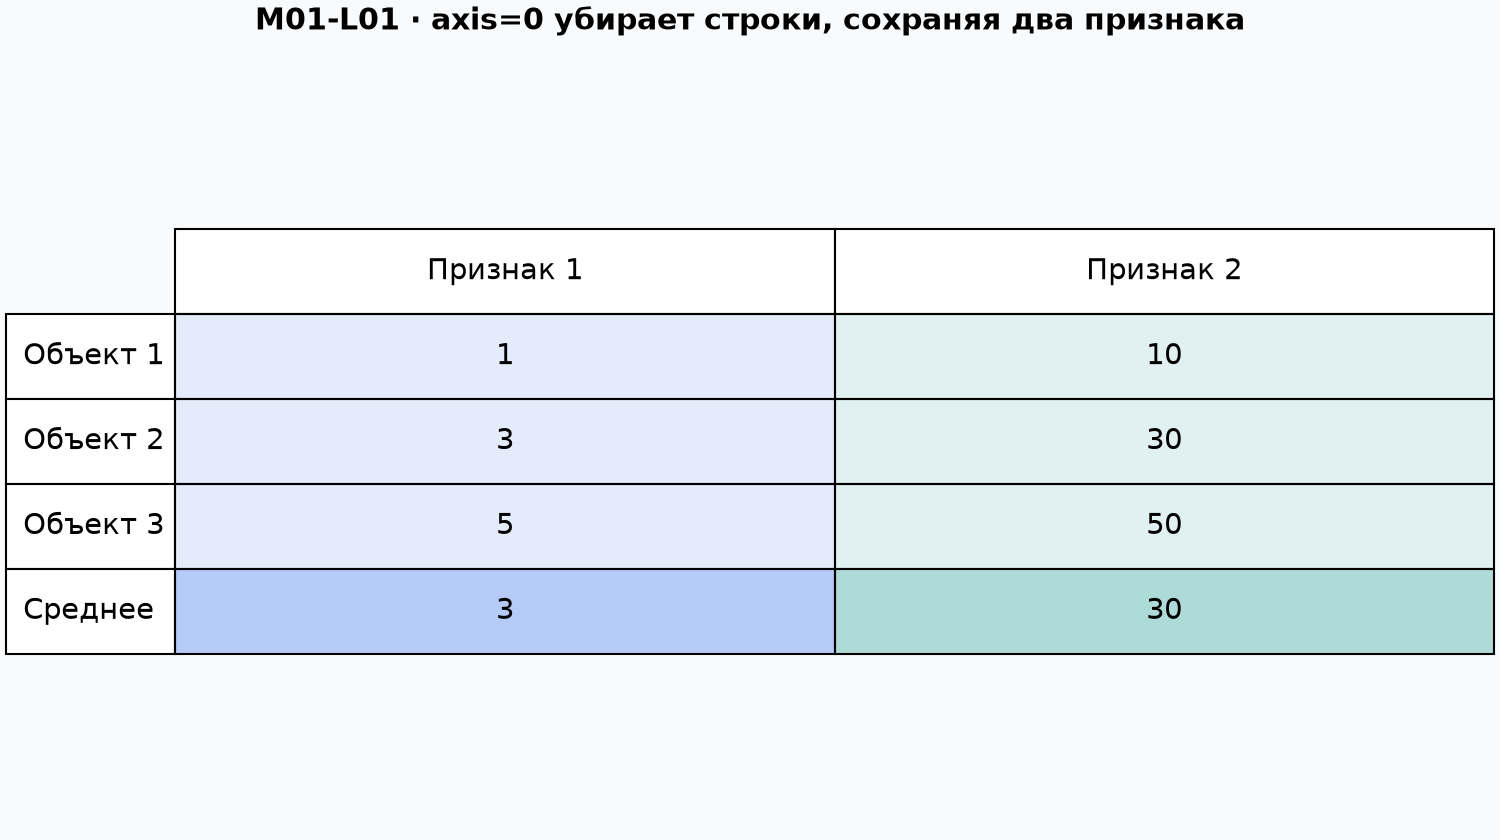 M01-L01 · axis=0 убирает строки, сохраняя два признака
Признак 1 Признак 2
Объект 1 1 10
Объект 2 3 30
Объект 3 5 50
Среднее 3 30